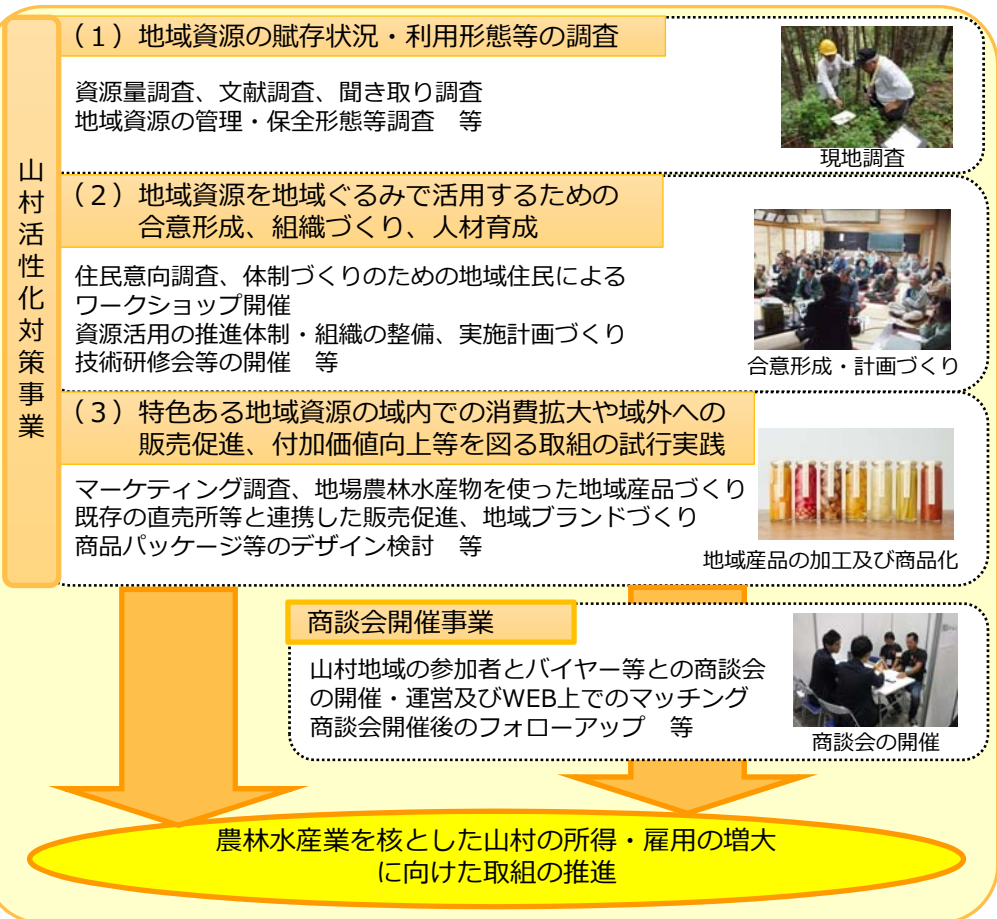 山村活性化対策事業
（１）地域資源の賦存状況・利用形態等の調査
資源量調査、文献調査、聞き取り調査
地域資源の管理・保全形態等調査　等
現地調査
（２）地域資源を地域ぐるみで活用するための
合意形成、組織づくり、人材育成
住民意向調査、体制づくりのための地域住民による
ワークショップ開催
資源活用の推進体制・組織の整備、実施計画づくり
技術研修会等の開催　等
合意形成・計画づくり
（３）特色ある地域資源の域内での消費拡大や域外への
販売促進、付加価値向上等を図る取組の試行実践
マーケティング調査、地場農林水産物を使った地域産品づくり
既存の直売所等と連携した販売促進、地域ブランドづくり
商品パッケージ等のデザイン検討　等
地域産品の加工及び商品化
商談会開催事業
山村地域の参加者とバイヤー等との商談会
の開催・運営及びWEB上でのマッチング
商談会開催後のフォローアップ　等
商談会の開催
農林水産業を核とした山村の所得・雇用の増大
に向けた取組の推進